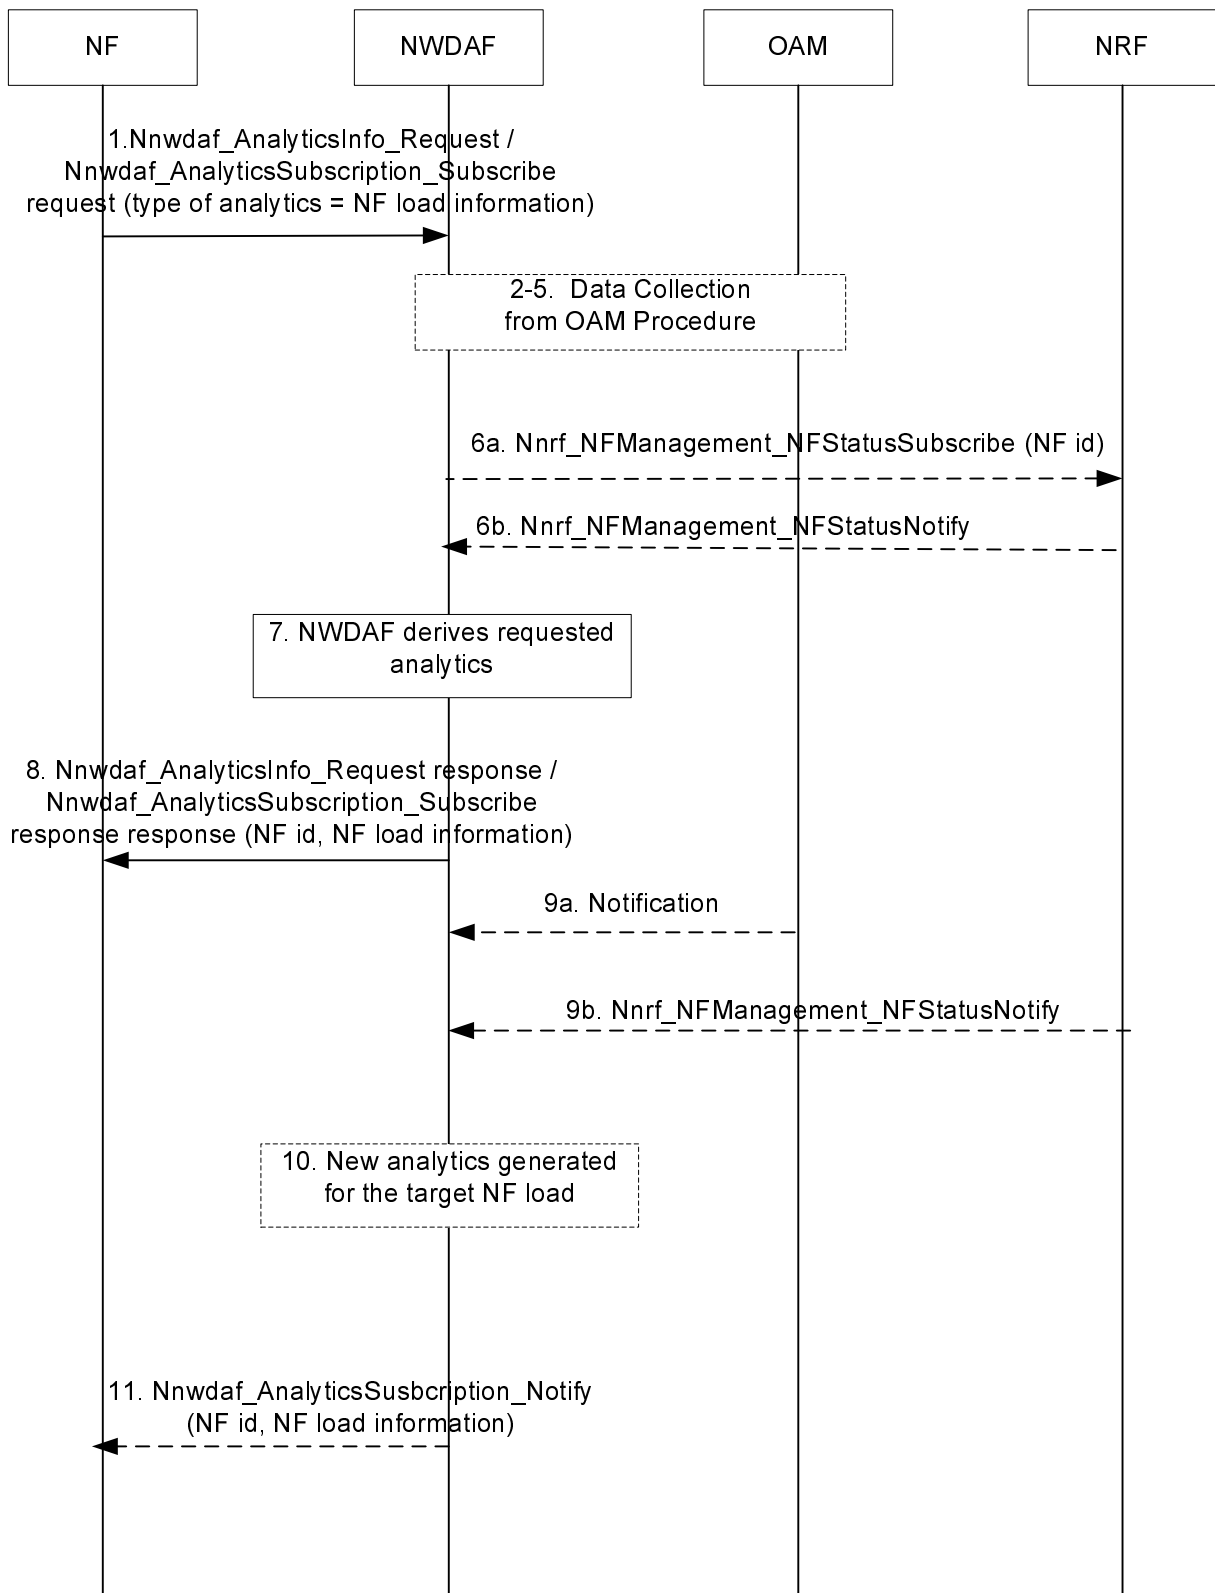 NF
NWDAF
OAM
NRF
1.Nnwdaf_AnalyticsInfo_Request /
Nnwdaf_AnalyticsSubscription_Subscribe
request (type of analytics = NF load information)
2-5.  Data Collection
from OAM Procedure
6a. Nnrf_NFManagement_NFStatusSubscribe (NF id)
6b. Nnrf_NFManagement_NFStatusNotify
7. NWDAF derives requested
analytics
8. Nnwdaf_AnalyticsInfo_Request response /
Nnwdaf_AnalyticsSubscription_Subscribe
response response (NF id, NF load information)
9a. Notification
9b. Nnrf_NFManagement_NFStatusNotify
10. New analytics generated
for the target NF load
11. Nnwdaf_AnalyticsSusbcription_Notify
(NF id, NF load information)